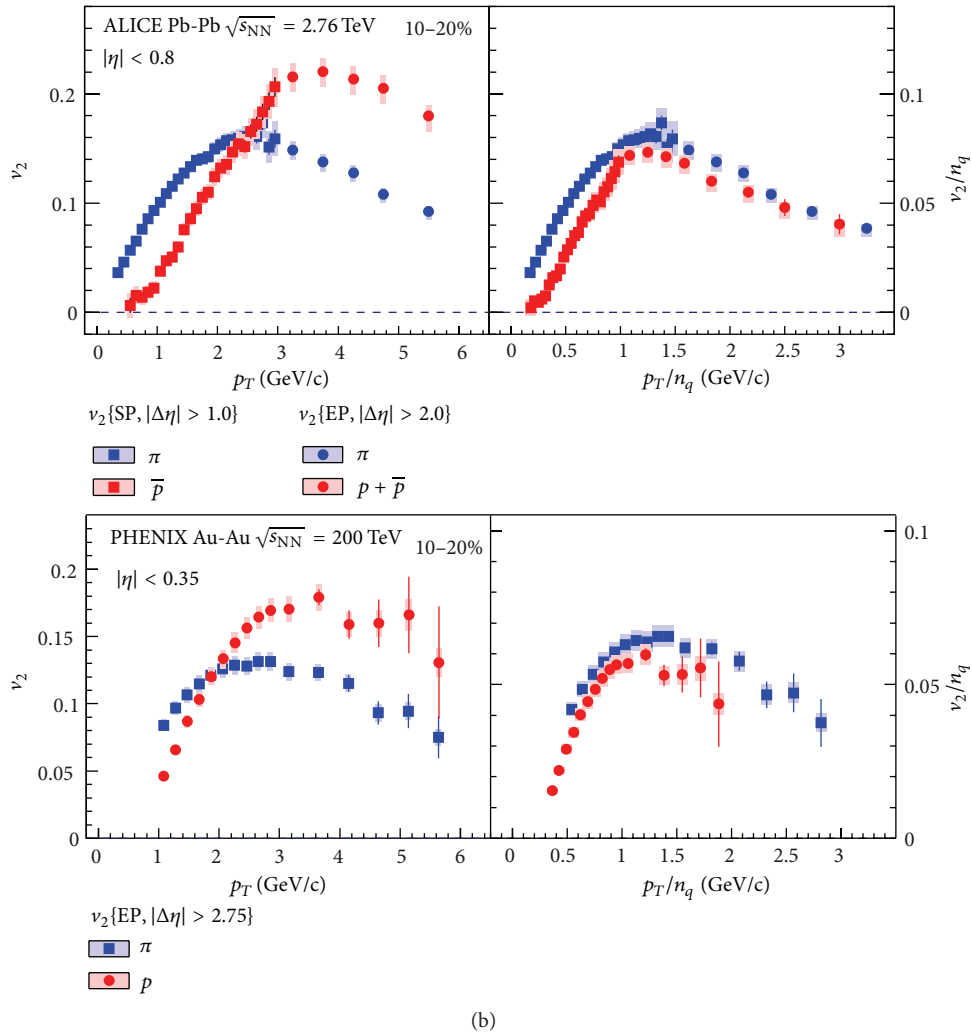 ALICE Pb-Pb √sNN = 2.76 TeV 10–20%
|η| < 0.8
0.2
0.1
0
v2
0.1
0.05
0
v2/nq
0 1 2 3 4 5 6
pT (GeV/c)
0 0.5 1 1.5 2 2.5 3
pT/nq (GeV/c)
v2{SP, |Δη| > 1.0} v2{EP, |Δη| > 2.0}
π π
p̅ p + p̅
PHENIX Au-Au √sNN = 200 TeV 10–20%
|η| < 0.35
0.2
0.15
0.1
0.05
0
v2
0.1
0.05
0
v2/nq
0 1 2 3 4 5 6
pT (GeV/c)
0 0.5 1 1.5 2 2.5 3
pT/nq (GeV/c)
v2{EP, |Δη| > 2.75}
π
p
(b)